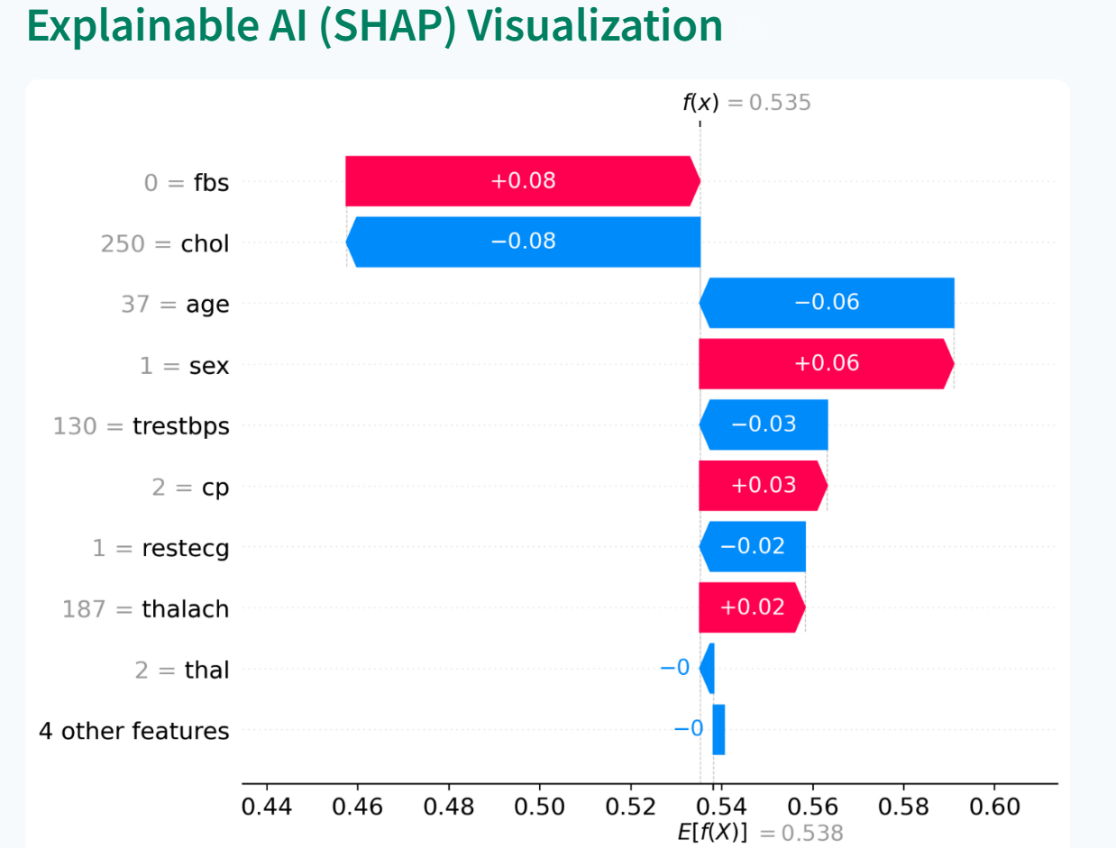 Explainable AI (SHAP) Visualization
f(x) = 0.535
0 = fbs
+0.08
250 = chol
−0.08
37 = age
−0.06
1 = sex
+0.06
130 = trestbps
−0.03
2 = cp
+0.03
1 = restecg
−0.02
187 = thalach
+0.02
2 = thal
−0
4 other features
−0
0.44 0.46 0.48 0.50 0.52 0.54 0.56 0.58 0.60
E[f(X)] = 0.538